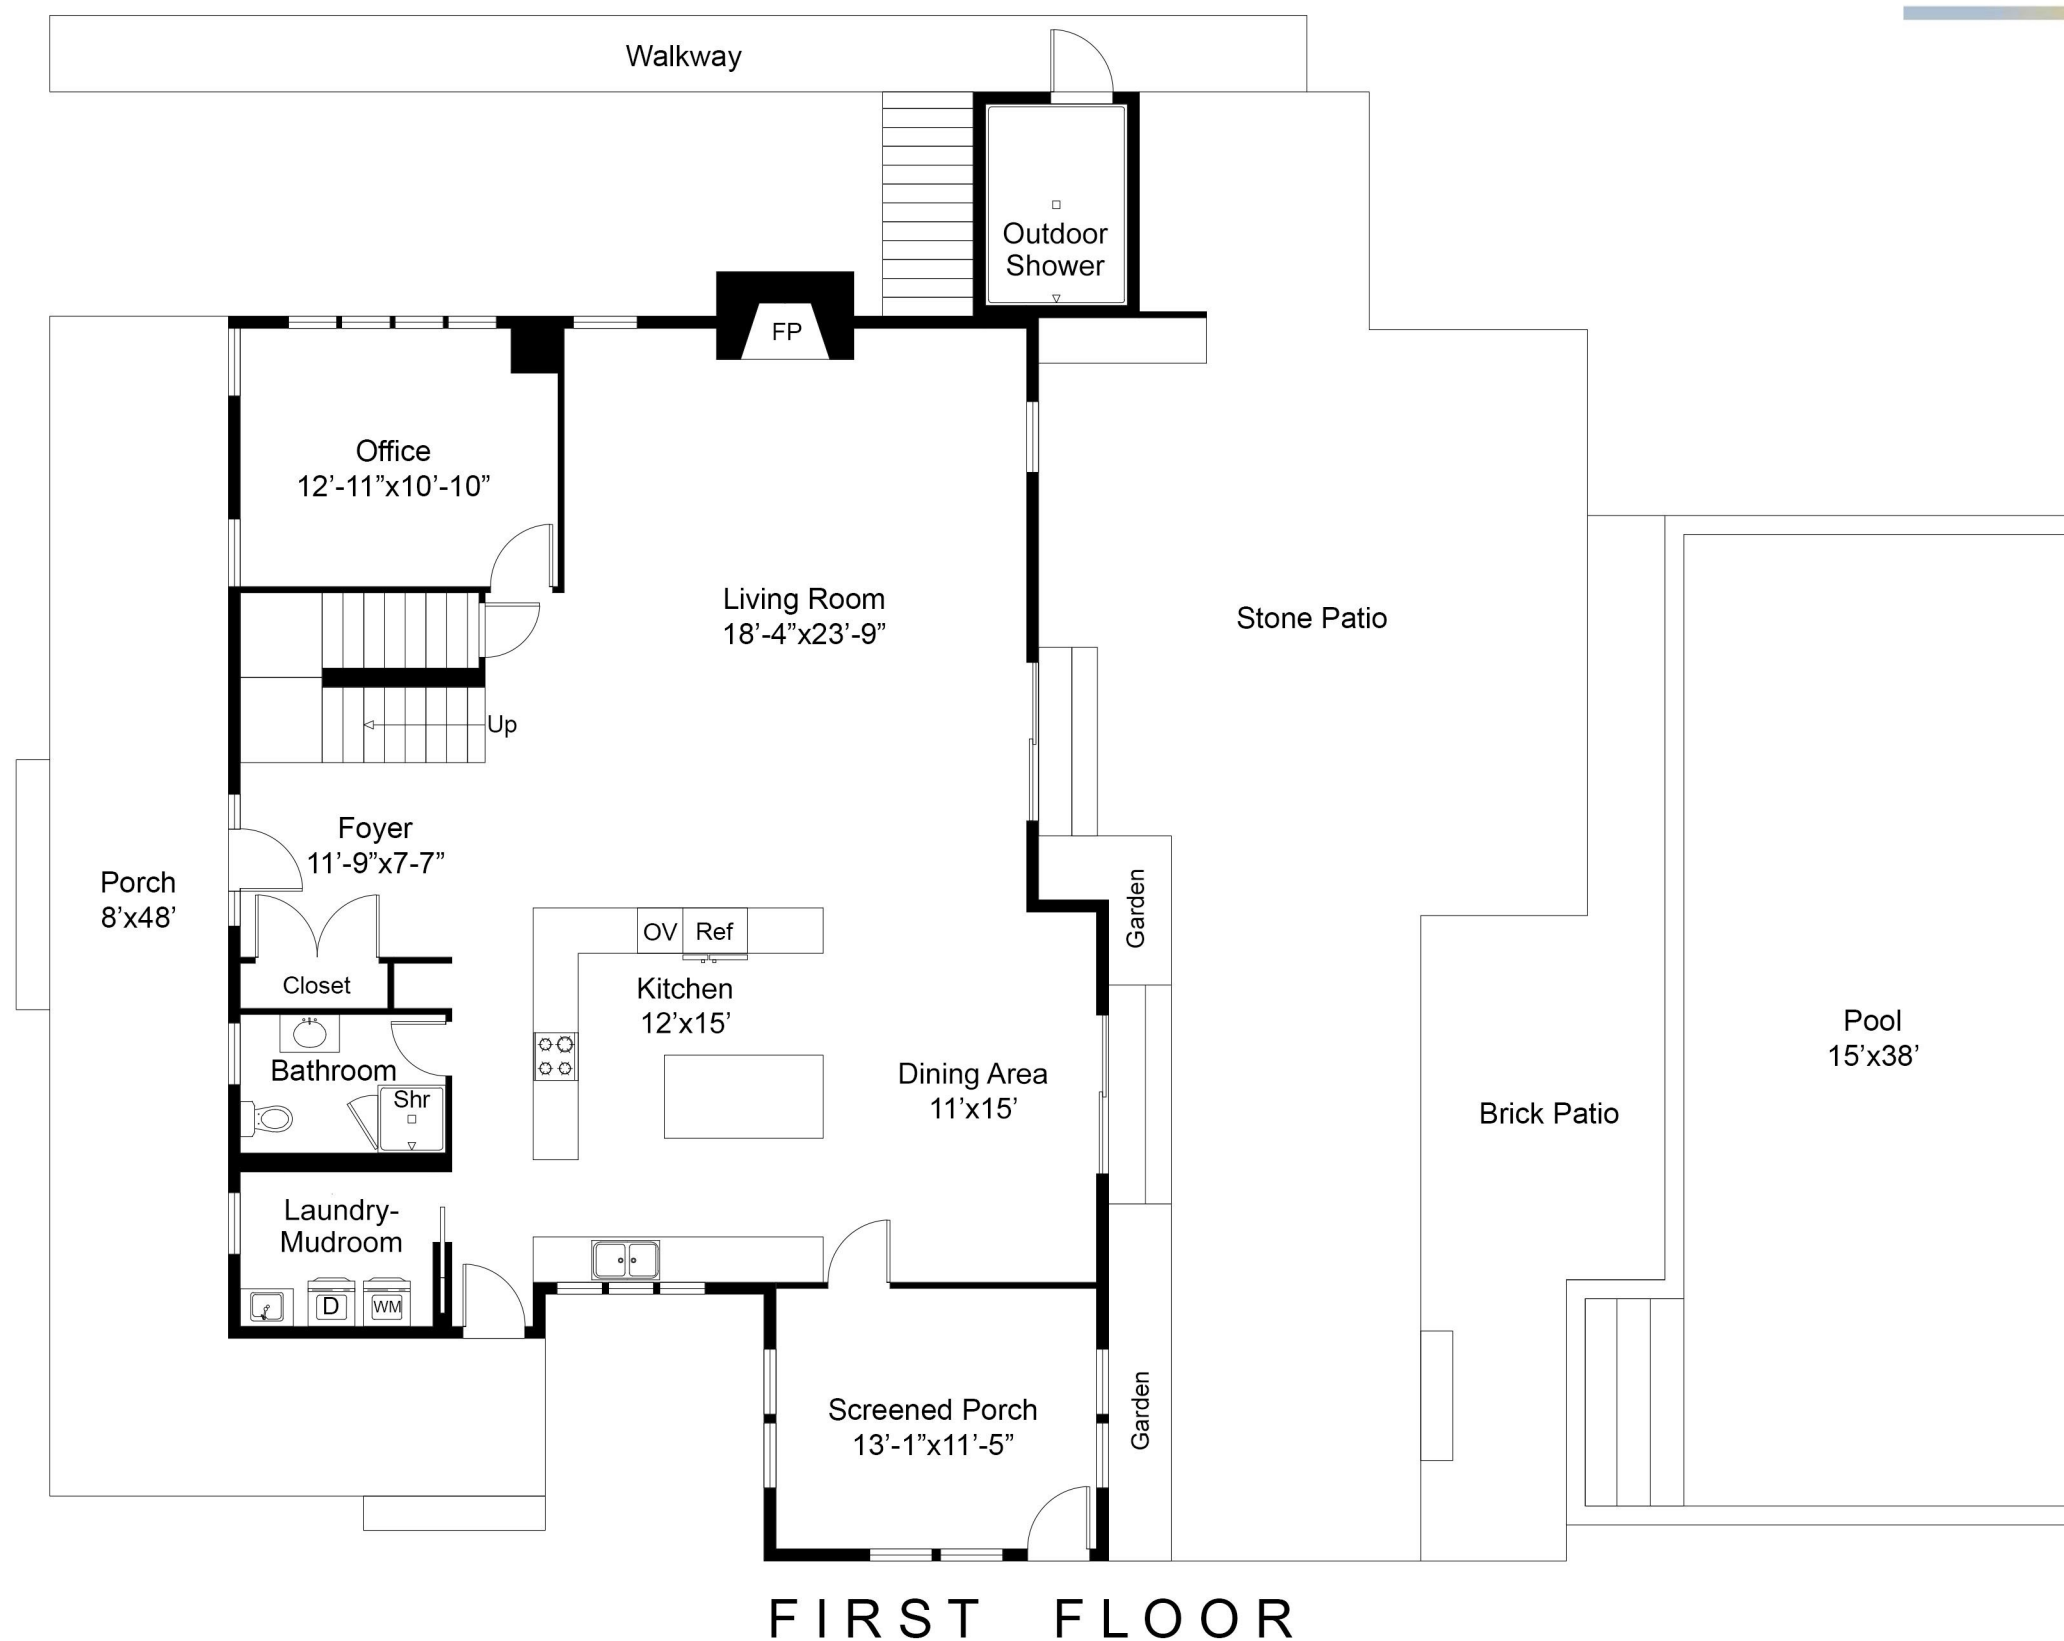 Walkway
Outdoor
Shower
FP
Office
12’-11”x10’-10”
Living Room
18’-4”x23’-9”
Stone Patio
Up
Foyer
11’-9”x7-7”
Porch
8’x48’
Garden
OV
Ref
Closet
Kitchen
12’x15’
Pool
15’x38’
Bathroom
Shr
Dining Area
11’x15’
Brick Patio
Laundry-
Mudroom
D
WM
Screened Porch
13’-1”x11’-5”
Garden
FIRST FLOOR